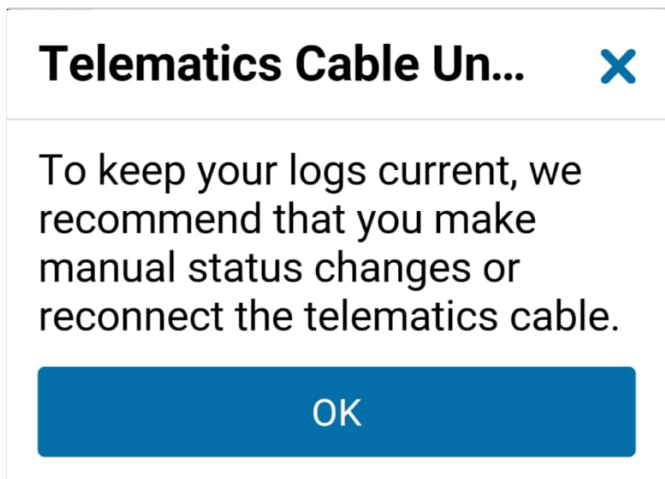 Telematics Cable Un...
To keep your logs current, we
recommend that you make
manual status changes or
reconnect the telematics cable.
OK